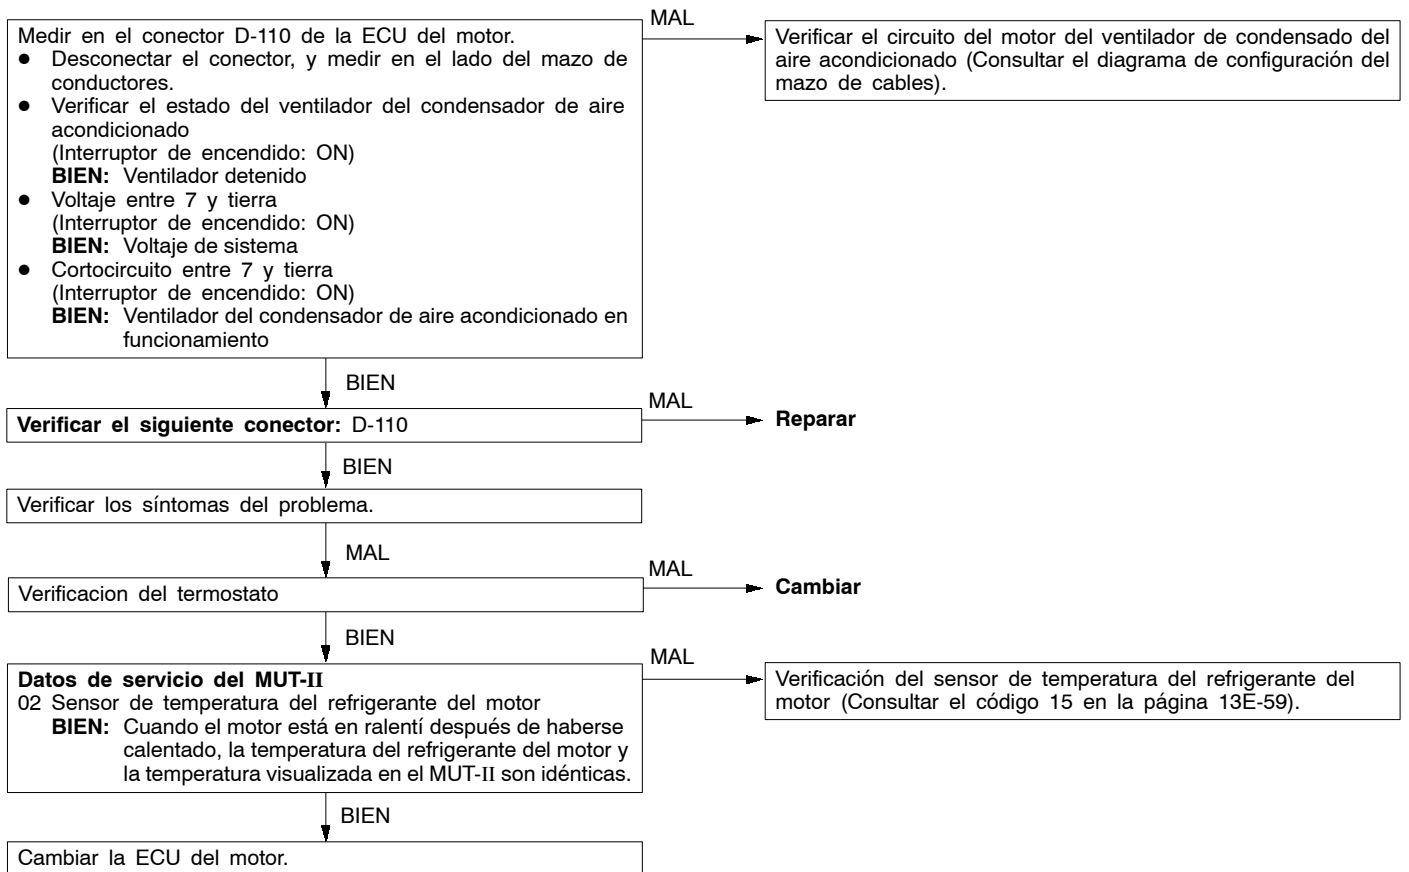 MAL
Medir en el conector D-110 de la ECU del motor.
● Desconectar el conector, y medir en el lado del mazo de
conductores.
● Verificar el estado del ventilador del condensador de aire
acondicionado
(Interruptor de encendido: ON)
BIEN: Ventilador detenido
● Voltaje entre 7 y tierra
(Interruptor de encendido: ON)
BIEN: Voltaje de sistema
● Cortocircuito entre 7 y tierra
(Interruptor de encendido: ON)
BIEN: Ventilador del condensador de aire acondicionado en
funcionamiento
Verificar el circuito del motor del ventilador de condensado del
aire acondicionado (Consultar el diagrama de configuración del
mazo de cables).
BIEN
Verificar el siguiente conector: D-110
MAL
Reparar
BIEN
Verificar los síntomas del problema.
MAL
Verificacion del termostato
MAL
Cambiar
BIEN
Datos de servicio del MUT-II
02 Sensor de temperatura del refrigerante del motor
BIEN: Cuando el motor está en ralentí después de haberse
calentado, la temperatura del refrigerante del motor y
la temperatura visualizada en el MUT-II son idénticas.
MAL
Verificación del sensor de temperatura del refrigerante del
motor (Consultar el código 15 en la página 13E-59).
BIEN
Cambiar la ECU del motor.